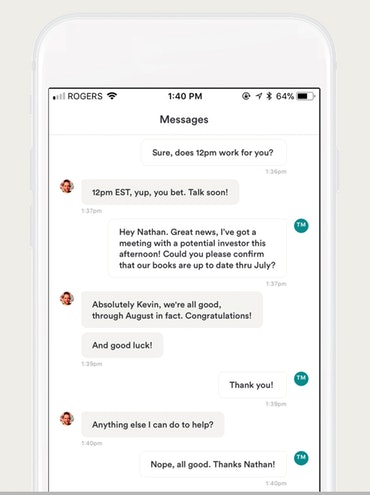 ROGERS 1:40 PM 64%
Messages
Sure, does 12pm work for you?
1:36pm
12pm EST, yup, you bet. Talk soon!
1:37pm
TM
Hey Nathan. Great news, I've got a
meeting with a potential investor this
afternoon! Could you please confirm
that our books are up to date thru July?
1:37pm
Absolutely Kevin, we're all good,
through August in fact. Congratulations!
And good luck!
1:38pm
Thank you!
TM
1:39pm
Anything else I can do to help?
1:40pm
TM
Nope, all good. Thanks Nathan!
1:40pm